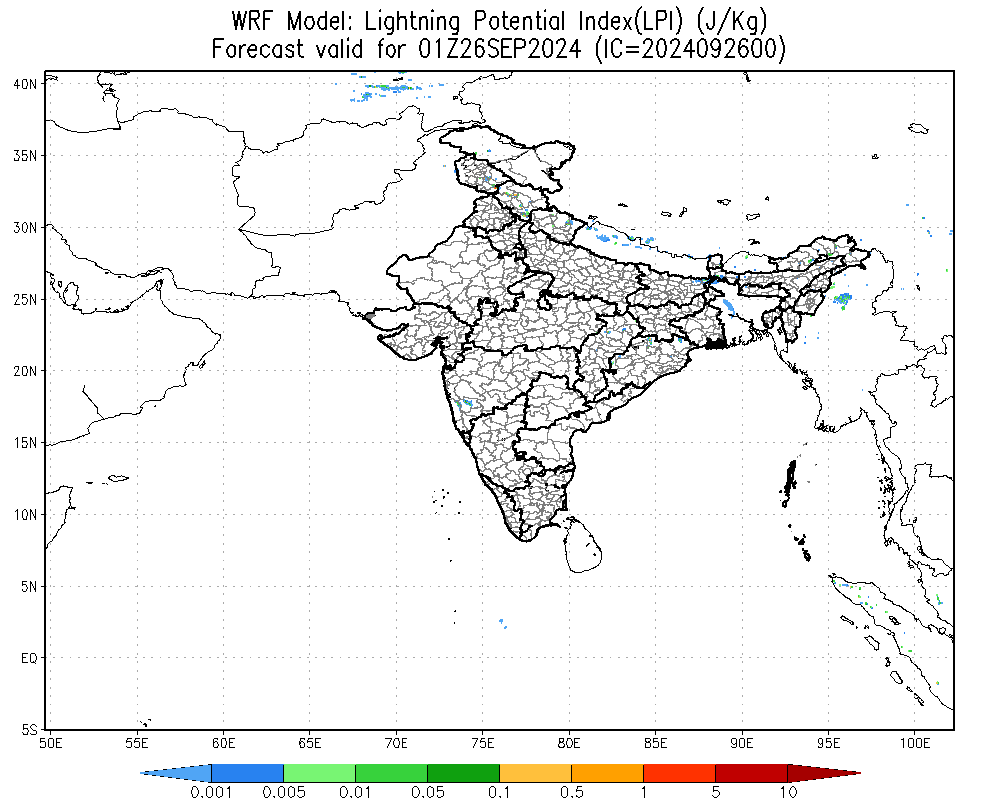 WRF Model: Lightning Potential Index(LPI) (J/Kg)
Forecast valid for 01Z26SEP2024 (IC=2024092600)
40N
35N
30N
25N
20N
15N
10N
5N
EQ
5S
50E 55E 60E 65E 70E 75E 80E 85E 90E 95E 100E
0.001 0.005 0.01 0.05 0.1 0.5 1 5 10